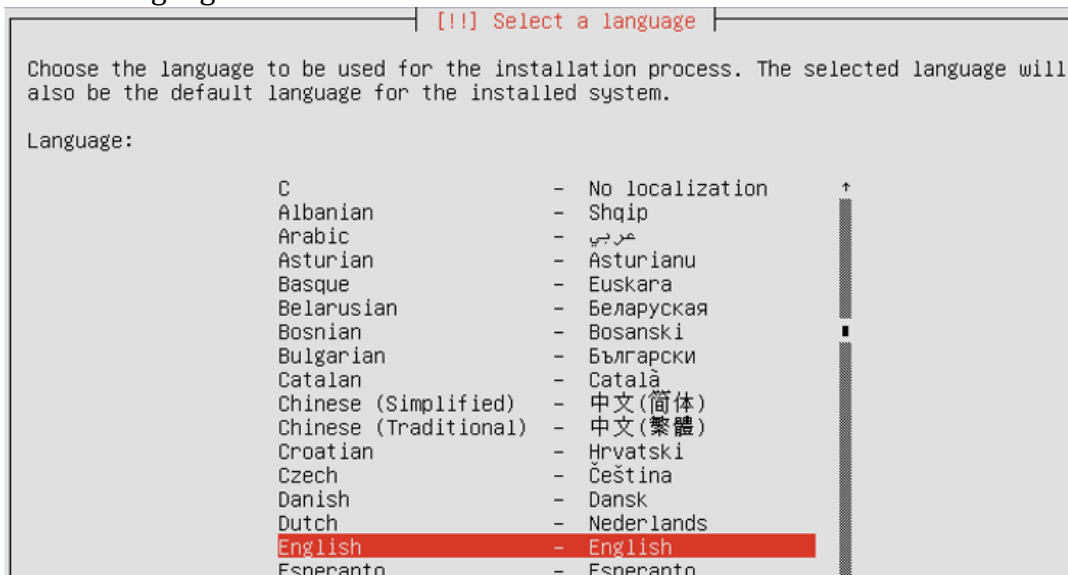 [!!] Select a language
Choose the language to be used for the installation process. The selected language will
also be the default language for the installed system.
Language:
C - No localization
Albanian - Shqip
Arabic - عربي
Asturian - Asturianu
Basque - Euskara
Belarusian - Беларуская
Bosnian - Bosanski
Bulgarian - Български
Catalan - Català
Chinese (Simplified) - 中文(简体)
Chinese (Traditional) - 中文(繁體)
Croatian - Hrvatski
Czech - Čeština
Danish - Dansk
Dutch - Nederlands
English - English
Esperanto - Esperanto